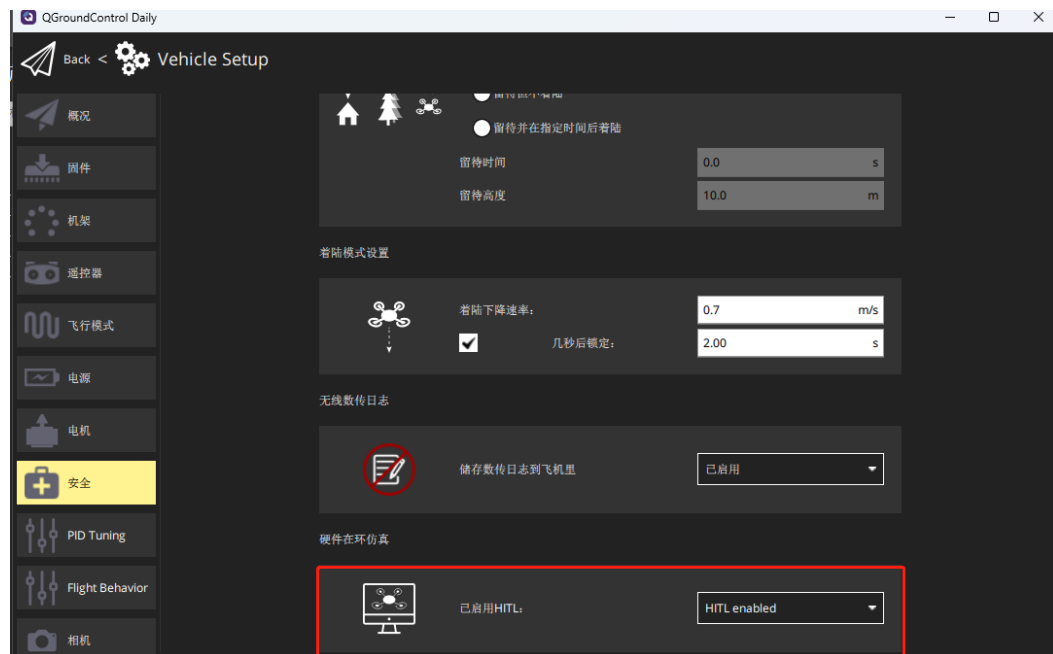 QGroundControl Daily
Back < Vehicle Setup
概况
固件
机架
遥控器
飞行模式
电源
电机
安全
PID Tuning
Flight Behavior
相机
留待并在指定时间后着陆
留待时间 0.0 s
留待高度 10.0 m
着陆模式设置
着陆下降速率: 0.7 m/s
几秒后锁定: 2.00 s
无线数传日志
储存数传日志到飞机里 已启用
硬件在环仿真
已启用HITL: HITL enabled